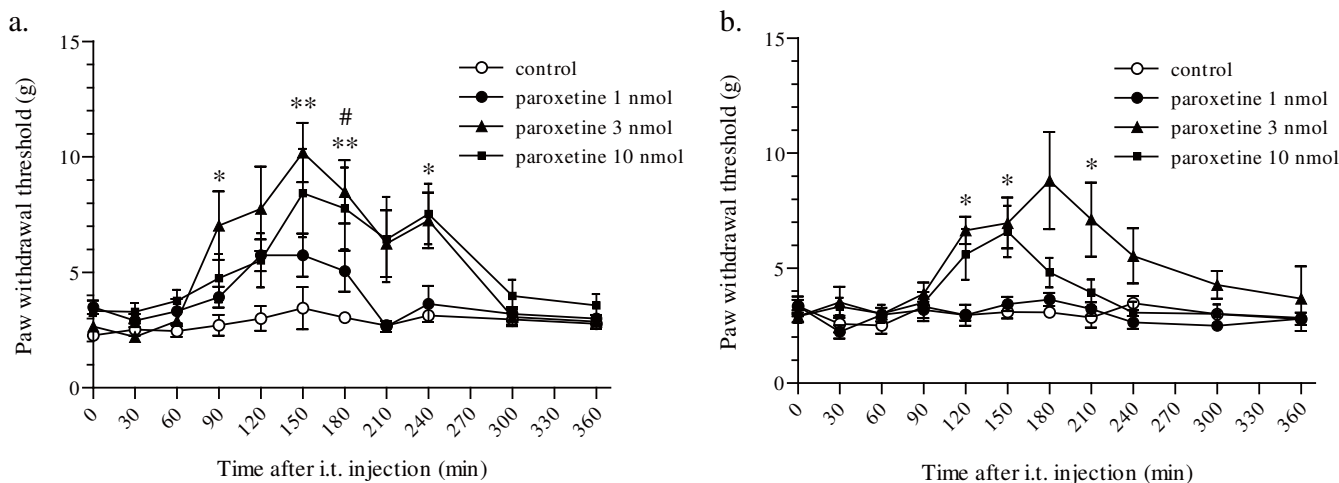 a.
Paw withdrawal threshold (g)
15
10
5
0
control
paroxetine 1 nmol
paroxetine 3 nmol
paroxetine 10 nmol
*
**
#
**
*
0 30 60 90 120 150 180 210 240 270 300 330 360
Time after i.t. injection (min)
b.
Paw withdrawal threshold (g)
15
10
5
0
control
paroxetine 1 nmol
paroxetine 3 nmol
paroxetine 10 nmol
*
*
*
0 30 60 90 120 150 180 210 240 270 300 330 360
Time after i.t. injection (min)